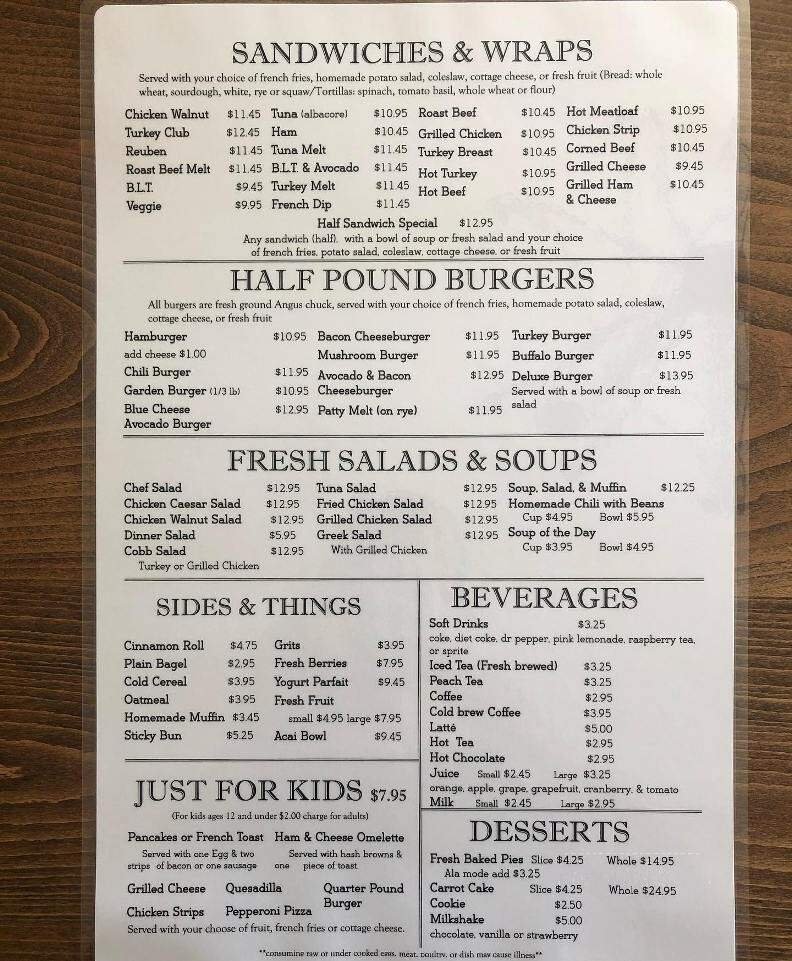 SANDWICHES & WRAPS
Served with your choice of french fries, homemade potato salad, coleslaw, cottage cheese, or fresh fruit (Bread: whole
wheat, sourdough, white, rye or squaw/Tortillas: spinach, tomato basil, whole wheat or flour)
Chicken Walnut $11.45 Tuna (albacore) $10.95 Roast Beef $10.45 Hot Meatloaf $10.95
Turkey Club $12.45 Ham $10.45 Grilled Chicken $10.95 Chicken Strip $10.95
Reuben $11.45 Tuna Melt $11.45 Turkey Breast $10.45 Corned Beef $10.45
Roast Beef Melt $11.45 B.L.T. & Avocado $11.45 Hot Turkey $10.95 Grilled Cheese $9.45
B.L.T. $9.45 Turkey Melt $11.45 Hot Beef $10.95 Grilled Ham $10.45
Veggie $9.95 French Dip $11.45 & Cheese
Half Sandwich Special $12.95
Any sandwich (half), with a bowl of soup or fresh salad and your choice
of french fries, potato salad, coleslaw, cottage cheese, or fresh fruit
HALF POUND BURGERS
All burgers are fresh ground Angus chuck, served with your choice of french fries, homemade potato salad, coleslaw,
cottage cheese, or fresh fruit
Hamburger $10.95 Bacon Cheeseburger $11.95 Turkey Burger $11.95
add cheese $1.00 Mushroom Burger $11.95 Buffalo Burger $11.95
Chili Burger $11.95 Avocado & Bacon $12.95 Deluxe Burger $13.95
Garden Burger (1/3 lb) $10.95 Cheeseburger Served with a bowl of soup or fresh
Blue Cheese $12.95 Patty Melt (on rye) $11.95 salad
Avocado Burger
FRESH SALADS & SOUPS
Chef Salad $12.95 Tuna Salad $12.95 Soup, Salad, & Muffin $12.25
Chicken Caesar Salad $12.95 Fried Chicken Salad $12.95 Homemade Chili with Beans
Chicken Walnut Salad $12.95 Grilled Chicken Salad $12.95 Cup $4.95 Bowl $5.95
Dinner Salad $5.95 Greek Salad $12.95 Soup of the Day
Cobb Salad $12.95 With Grilled Chicken Cup $3.95 Bowl $4.95
Turkey or Grilled Chicken
SIDES & THINGS
Cinnamon Roll $4.75 Grits $3.95
Plain Bagel $2.95 Fresh Berries $7.95
Cold Cereal $3.95 Yogurt Parfait $9.45
Oatmeal $3.95 Fresh Fruit
Homemade Muffin $3.45 small $4.95 large $7.95
Sticky Bun $5.25 Acai Bowl $9.45
BEVERAGES
Soft Drinks $3.25
coke, diet coke, dr pepper, pink lemonade, raspberry tea,
or sprite
Iced Tea (Fresh brewed) $3.25
Peach Tea $3.25
Coffee $2.95
Cold brew Coffee $3.95
Latté $5.00
Hot Tea $2.95
Hot Chocolate $2.95
Juice Small $2.45 Large $3.25
orange, apple, grape, grapefruit, cranberry, & tomato
Milk Small $2.45 Large $2.95
JUST FOR KIDS $7.95
(For kids ages 12 and under $2.00 charge for adults)
Pancakes or French Toast Ham & Cheese Omelette
Served with one Egg & two Served with hash browns &
strips of bacon or one sausage one piece of toast
Grilled Cheese Quesadilla Quarter Pound
Burger
Chicken Strips Pepperoni Pizza
Served with your choose of fruit, french fries or cottage cheese.
DESSERTS
Fresh Baked Pies Slice $4.25 Whole $14.95
Ala mode add $3.25
Carrot Cake Slice $4.25 Whole $24.95
Cookie $2.50
Milkshake $5.00
chocolate, vanilla or strawberry
**consuming raw or under cooked eggs, meat, poultry, or dish may cause illness**